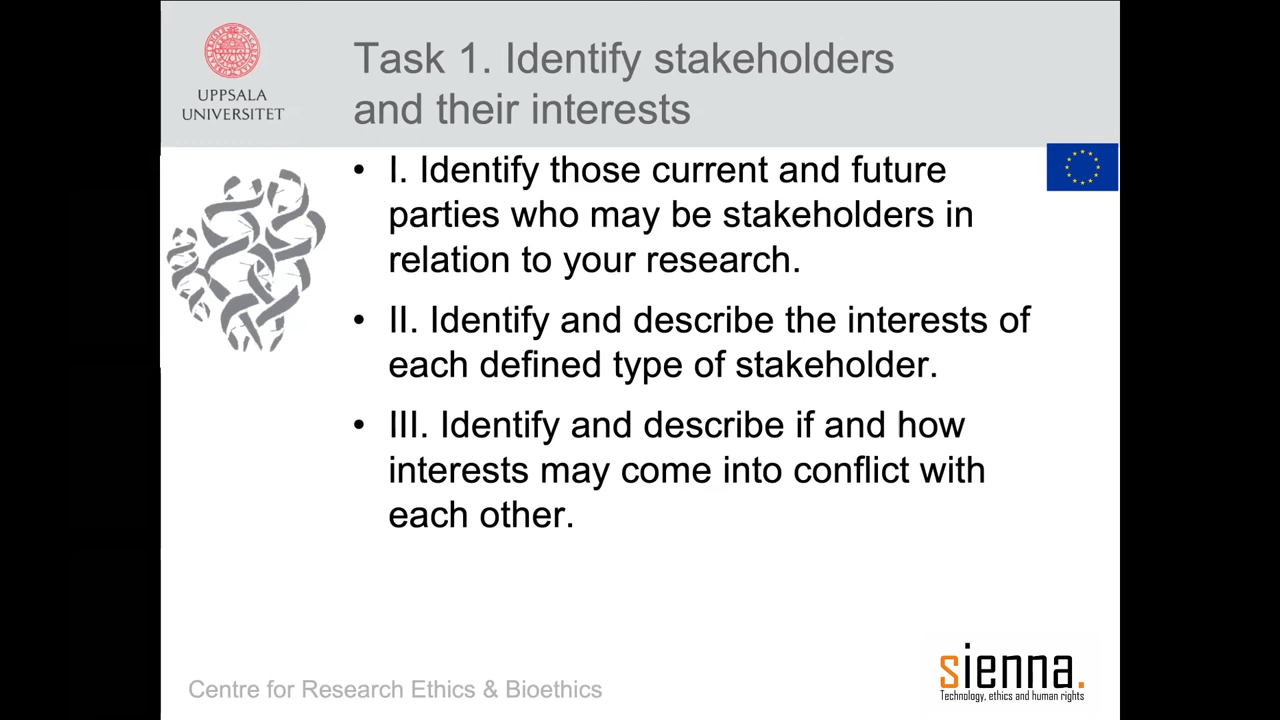 UPPSALA
UNIVERSITET
Task 1. Identify stakeholders
and their interests
• I. Identify those current and future
parties who may be stakeholders in
relation to your research.
• II. Identify and describe the interests of
each defined type of stakeholder.
• III. Identify and describe if and how
interests may come into conflict with
each other.
Centre for Research Ethics & Bioethics
sienna.
Technology, ethics and human rights